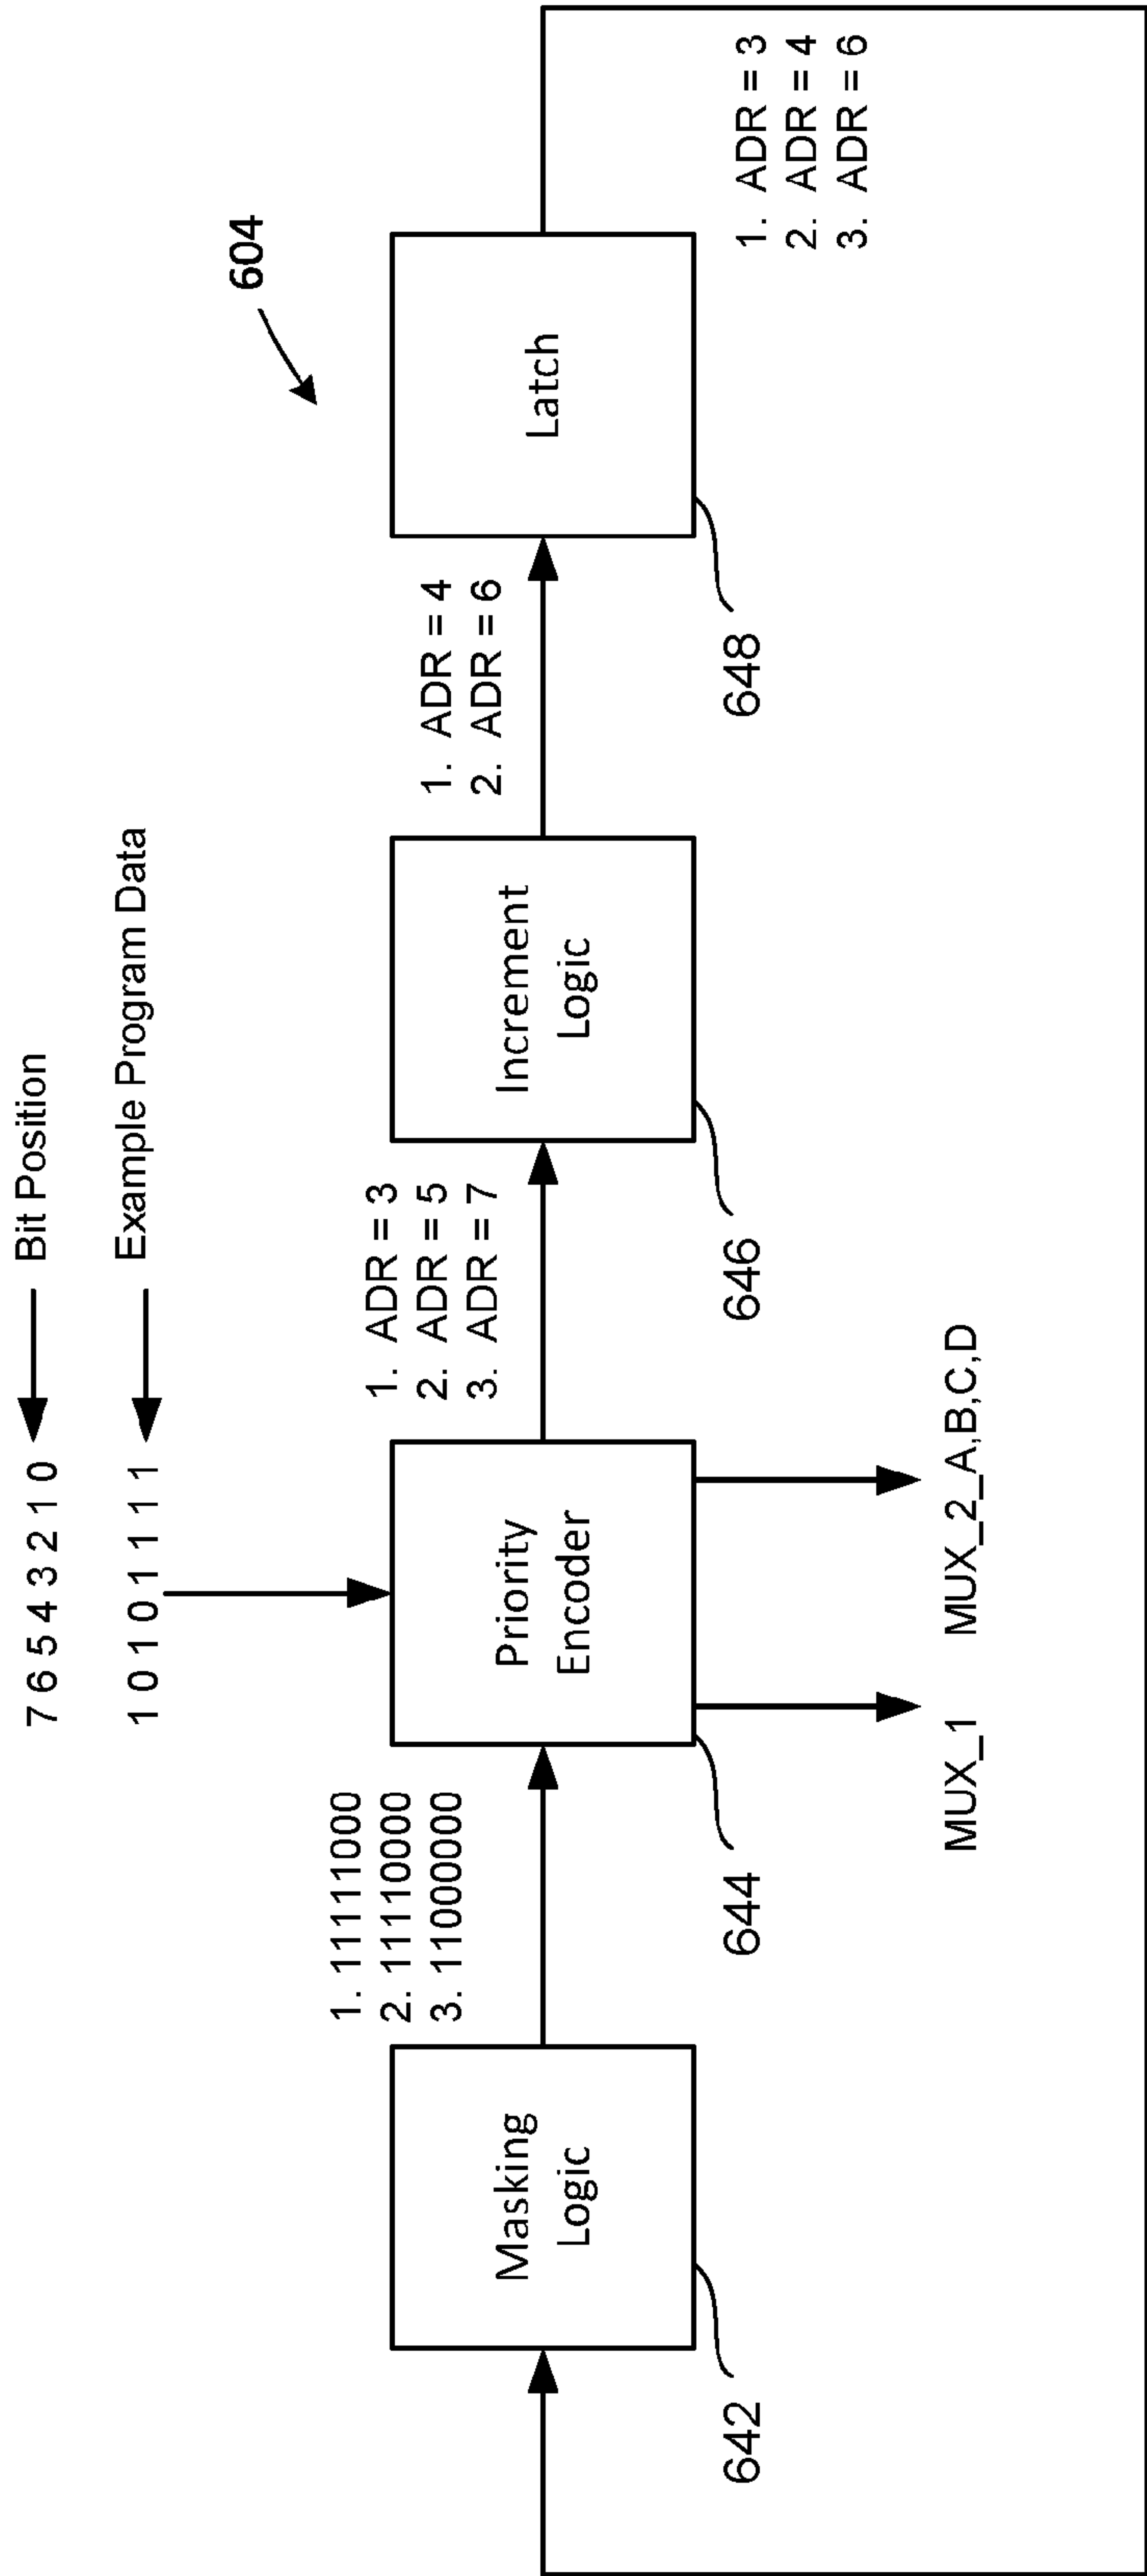 7 6 5 4 3 2 1 0 Bit Position
1 0 1 0 1 1 1 1 Example Program Data
604
1. 11111000
2. 11110000
3. 11000000
1. ADR = 3
2. ADR = 5
3. ADR = 7
1. ADR = 4
2. ADR = 6
Masking
Logic
Priority
Encoder
Increment
Logic
Latch
642
644
646
648
1. ADR = 3
2. ADR = 4
3. ADR = 6
MUX_1
MUX_2_A,B,C,D